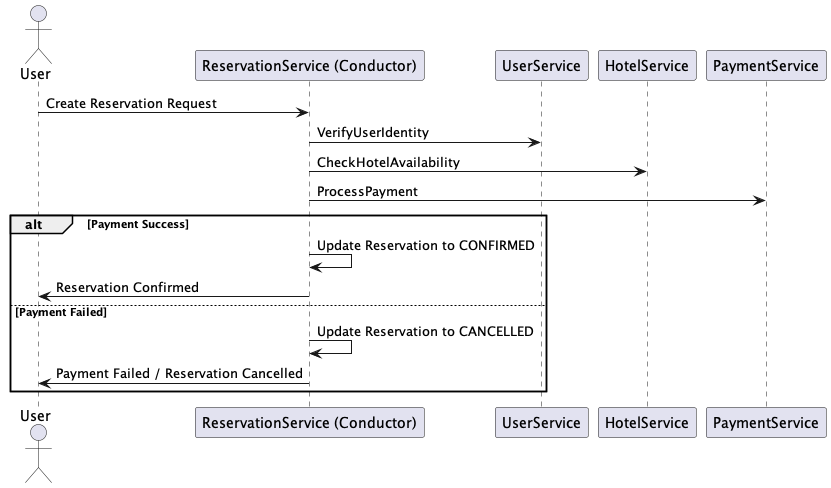 User
ReservationService (Conductor)
UserService
HotelService
PaymentService
Create Reservation Request
VerifyUserIdentity
CheckHotelAvailability
ProcessPayment
alt
[Payment Success]
Update Reservation to CONFIRMED
Reservation Confirmed
[Payment Failed]
Update Reservation to CANCELLED
Payment Failed / Reservation Cancelled
User
ReservationService (Conductor)
UserService
HotelService
PaymentService